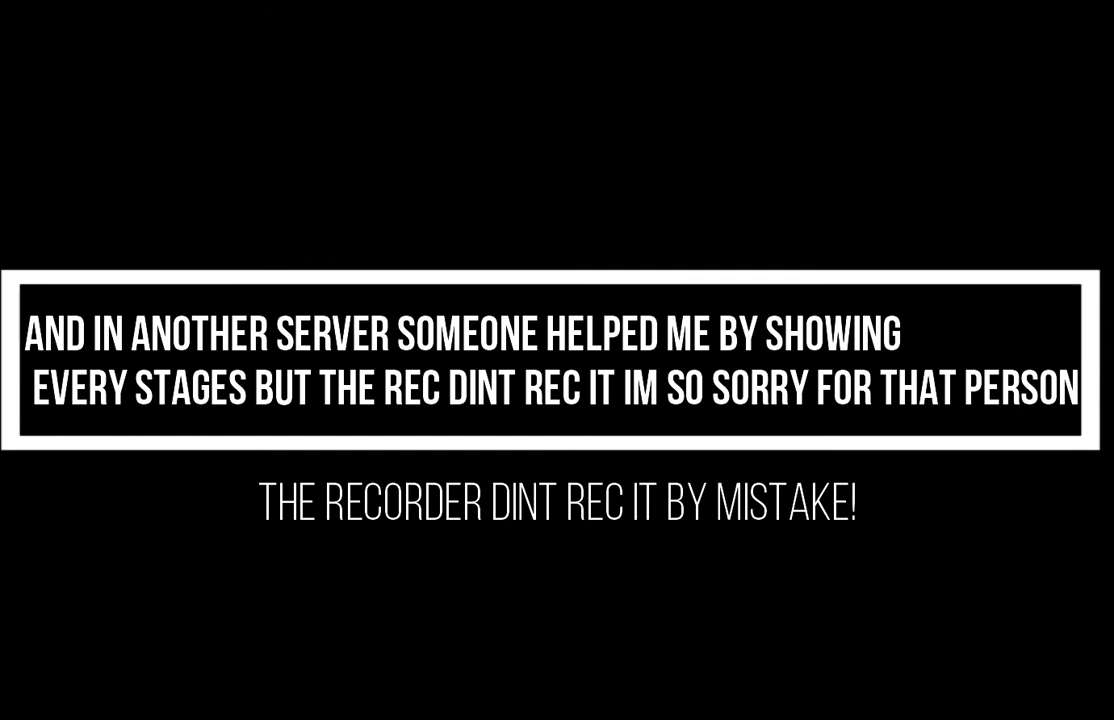 AND IN ANOTHER SERVER SOMEONE HELPED ME BY SHOWING
EVERY STAGES BUT THE REC DINT REC IT IM SO SORRY FOR THAT PERSON
THE RECORDER DINT REC IT BY MISTAKE!